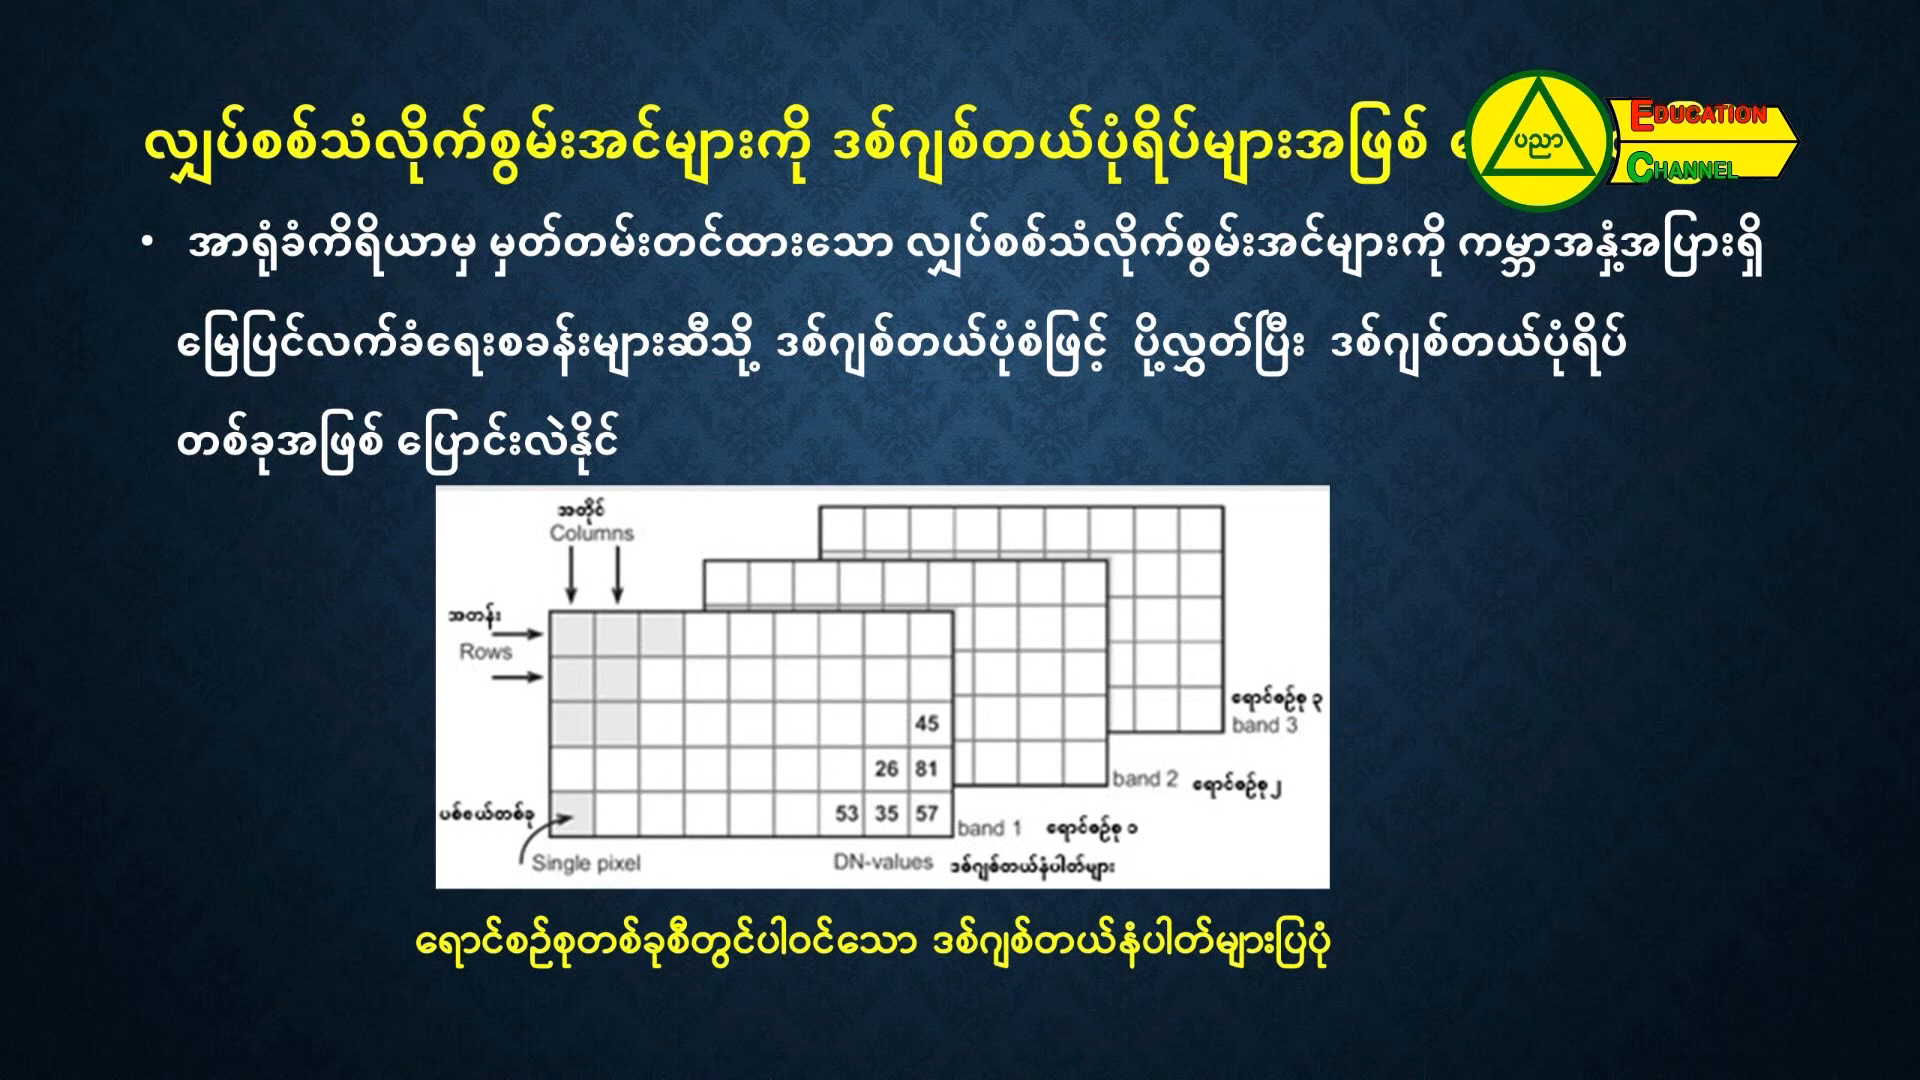 လျှပ်စစ်သံလိုက်စွမ်းအင်များကို ဒစ်ဂျစ်တယ်ပုံရိပ်များအဖြစ်
ပညာ
EDUCATION
CHANNEL
• အာရုံခံကိရိယာမှ မှတ်တမ်းတင်ထားသော လျှပ်စစ်သံလိုက်စွမ်းအင်များကို ကမ္ဘာအနှံ့အပြားရှိ
မြေပြင်လက်ခံရေးစခန်းများဆီသို့ ဒစ်ဂျစ်တယ်ပုံစံဖြင့် ပို့လွှတ်ပြီး ဒစ်ဂျစ်တယ်ပုံရိပ်
တစ်ခုအဖြစ် ပြောင်းလဲနိုင်
အတိုင်
Columns
အတန်း
Rows
45
26 81
53 35 57
ပစ်စယ်တစ်ခု
Single pixel
DN-values ဒစ်ဂျစ်တယ်နံပါတ်များ
band 1 ရောင်စဉ်စု ၁
band 2 ရောင်စဉ်စု ၂
ရောင်စဉ်စု ၃
band 3
ရောင်စဉ်စုတစ်ခုစီတွင်ပါဝင်သော ဒစ်ဂျစ်တယ်နံပါတ်များပြပုံ